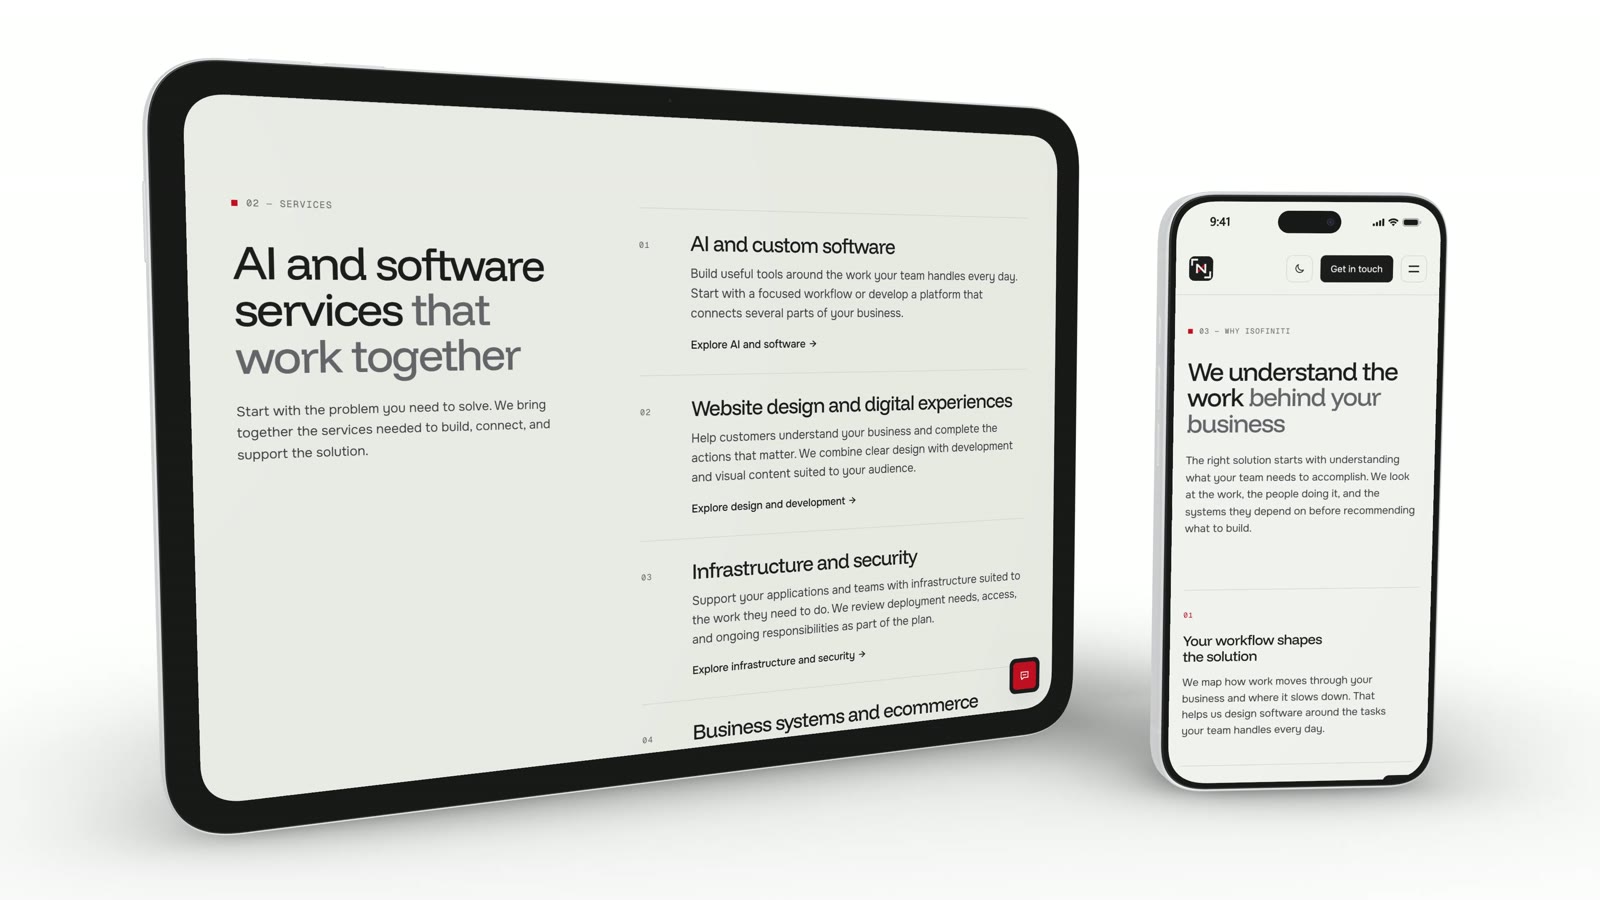 02 — SERVICES
AI and software
services that
work together
Start with the problem you need to solve. We bring
together the services needed to build, connect, and
support the solution.
01
AI and custom software
Build useful tools around the work your team handles every day.
Start with a focused workflow or develop a platform that
connects several parts of your business.
Explore AI and software →
02
Website design and digital experiences
Help customers understand your business and complete the
actions that matter. We combine clear design with development
and visual content suited to your audience.
Explore design and development →
03
Infrastructure and security
Support your applications and teams with infrastructure suited to
the work they need to do. We review deployment needs, access,
and ongoing responsibilities as part of the plan.
Explore infrastructure and security →
04
Business systems and ecommerce
9:41
N
Get in touch
03 — WHY ISOFINITI
We understand the
work behind your
business
The right solution starts with understanding
what your team needs to accomplish. We look
at the work, the people doing it, and the
systems they depend on before recommending
what to build.
01
Your workflow shapes
the solution
We map how work moves through your
business and where it slows down. That
helps us design software around the tasks
your team handles every day.